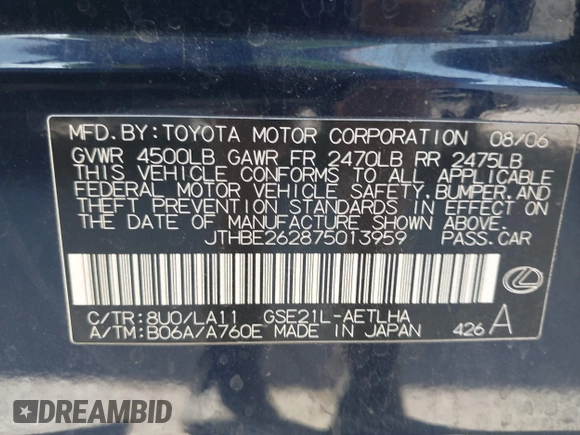 MFD. BY: TOYOTA MOTOR CORPORATION 08/06
GVWR 4500LB GAWR FR 2470LB RR 2475LB
THIS VEHICLE CONFORMS TO ALL APPLICABLE
FEDERAL MOTOR VEHICLE SAFETY, BUMPER, AND
THEFT PREVENTION STANDARDS IN EFFECT ON
THE DATE OF MANUFACTURE SHOWN ABOVE.
JTHBE262875013959 PASS.CAR
C/TR:8U0/LA11 GSE21L-AETLHA
A/TM:B06A/A760E MADE IN JAPAN 426 A
DREAMBID